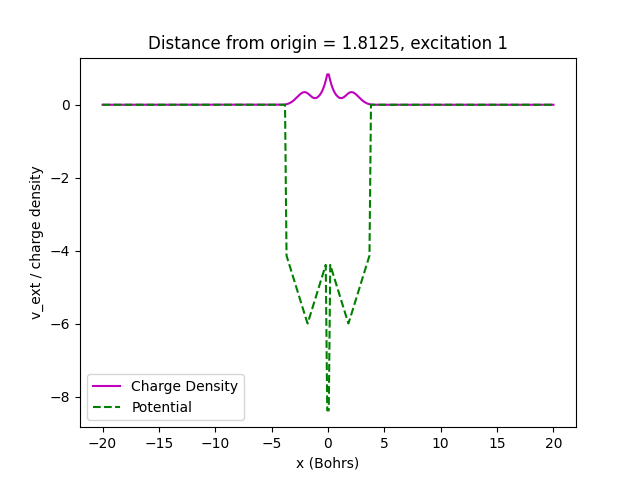 Distance from origin = 1.8125, excitation 1
v_ext / charge density
0
−2
−4
−6
−8
Charge Density
Potential
−20 −15 −10 −5 0 5 10 15 20
x (Bohrs)